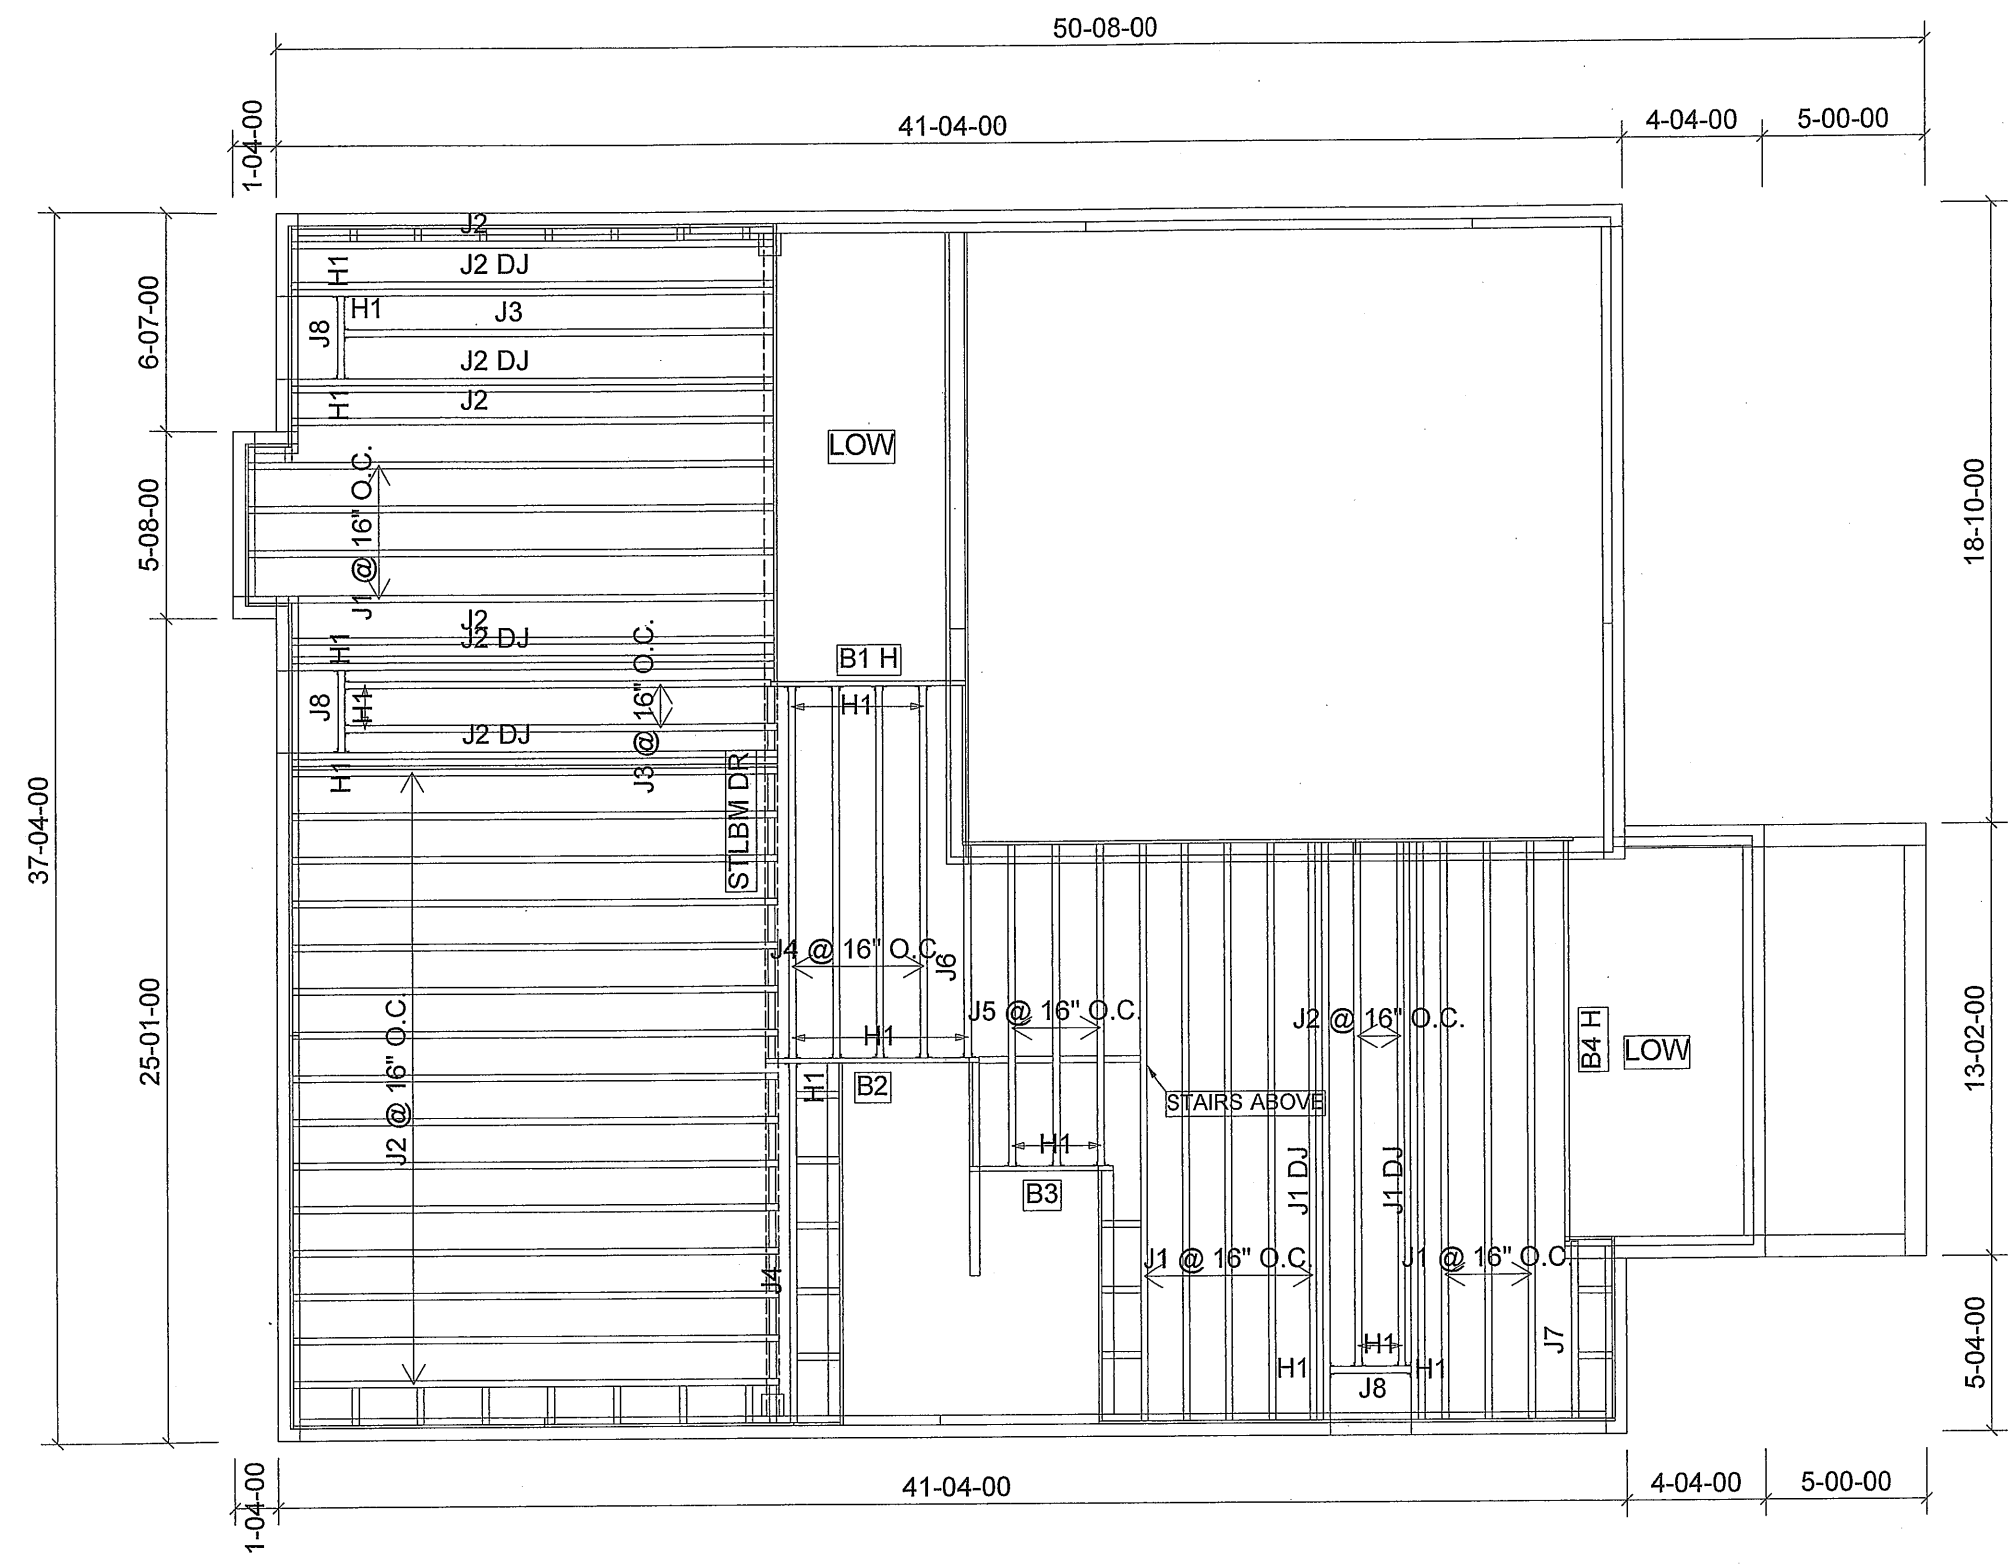 50-08-00
1-04-00
41-04-00
4-04-00
5-00-00
J2
J2 DJ
H1
H1
J3
J8
J2 DJ
J2
H1
6-07-00
LOW
5-08-00
J1 @ 16" O.C.
18-10-00
J2
J2 DJ
H1
B1 H
J8
H1
H1
J3 @ 16" O.C.
J2 DJ
H1
STLBM DR
37-04-00
J4 @ 16" O.C.
J6
J5 @ 16" O.C.
J2 @ 16" O.C.
25-01-00
J2 @ 16" O.C.
H1
B4 H
LOW
13-02-00
H1
B2
STAIRS ABOVE
H1
B3
J1 DJ
J1 DJ
J4
J1 @ 16" O.C.
J1 @ 16" O.C.
J7
5-04-00
H1
H1
H1
J8
1-04-00
41-04-00
4-04-00
5-00-00